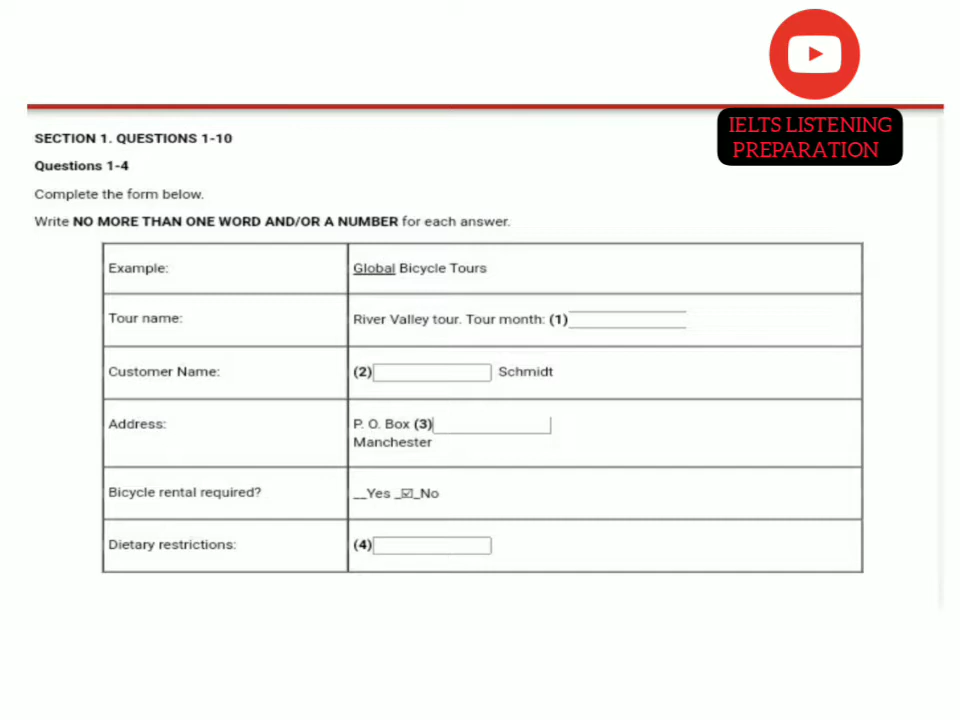 IELTS LISTENING
PREPARATION
SECTION 1. QUESTIONS 1-10
Questions 1-4
Complete the form below.
Write NO MORE THAN ONE WORD AND/OR A NUMBER for each answer.
Example: Global Bicycle Tours
Tour name: River Valley tour. Tour month: (1)
Customer Name: (2) Schmidt
Address: P. O. Box (3)
Manchester
Bicycle rental required? __Yes _☑_No
Dietary restrictions: (4)